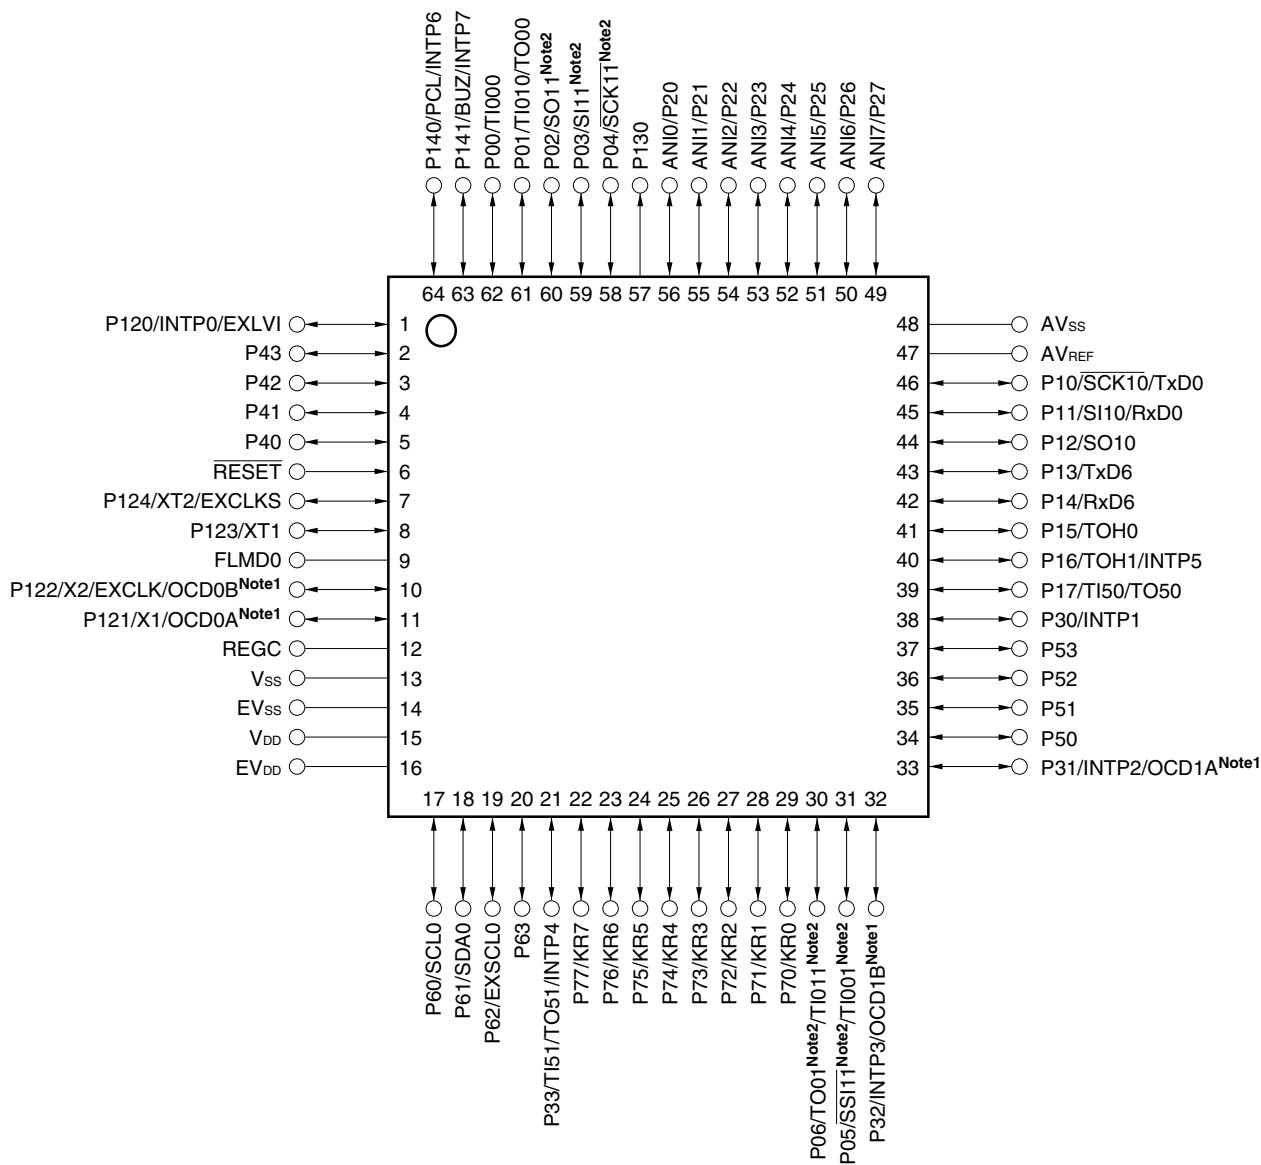 P140/PCL/INTP6
P141/BUZ/INTP7
P00/TI000
P01/TI010/TO00
P02/SO11Note2
P03/SI11Note2
P04/SCK11Note2
P130
ANI0/P20
ANI1/P21
ANI2/P22
ANI3/P23
ANI4/P24
ANI5/P25
ANI6/P26
ANI7/P27
64 63 62 61 60 59 58 57 56 55 54 53 52 51 50 49
P120/INTP0/EXLVI 1
P43 2
P42 3
P41 4
P40 5
RESET 6
P124/XT2/EXCLKS 7
P123/XT1 8
FLMD0 9
P122/X2/EXCLK/OCD0BNote1 10
P121/X1/OCD0ANote1 11
REGC 12
VSS 13
EVSS 14
VDD 15
EVDD 16
48 AVSS
47 AVREF
46 P10/SCK10/TxD0
45 P11/SI10/RxD0
44 P12/SO10
43 P13/TxD6
42 P14/RxD6
41 P15/TOH0
40 P16/TOH1/INTP5
39 P17/TI50/TO50
38 P30/INTP1
37 P53
36 P52
35 P51
34 P50
33 P31/INTP2/OCD1ANote1
17 18 19 20 21 22 23 24 25 26 27 28 29 30 31 32
P60/SCL0
P61/SDA0
P62/EXSCL0
P63
P33/TI51/TO51/INTP4
P77/KR7
P76/KR6
P75/KR5
P74/KR4
P73/KR3
P72/KR2
P71/KR1
P70/KR0
P06/TO01Note2/TI011Note2
P05/SSI11Note2/TI001Note2
P32/INTP3/OCD1BNote1